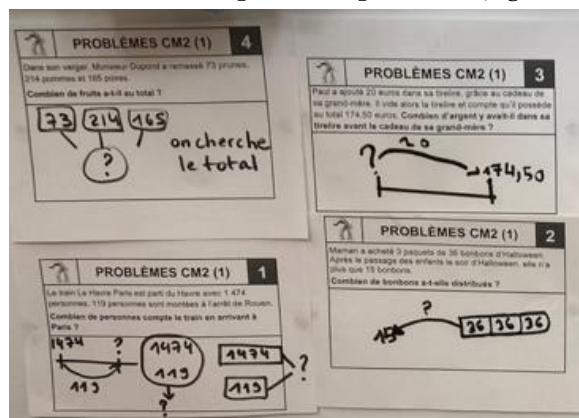 PROBLÈMES CM2 (1) 4
Dans son verger, Monsieur Dupond a ramassé 73 prunes,
214 pommes et 165 poires.
Combien de fruits a-t-il au total ?
73 214 165
?
on cherche
le total
PROBLÈMES CM2 (1) 3
Paul a ajouté 20 euros dans sa tirelire, grâce au cadeau de
sa grand-mère. Il vide alors la tirelire et compte qu'il possède
au total 174,50 euros. Combien d'argent y avait-il dans sa
tirelire avant le cadeau de sa grand-mère ?
20
?
174,50
PROBLÈMES CM2 (1) 1
Le train Le Havre Paris est parti du Havre avec 1 474
personnes. 119 personnes sont montées à l'arrêt de Rouen.
Combien de personnes compte le train en arrivant à
Paris ?
1474 ?
119
1474
119
?
1474
119
?
PROBLÈMES CM2 (1) 2
Maman a acheté 3 paquets de 36 bonbons d'Halloween.
Après le passage des enfants le soir d'Halloween, elle n'a
plus que 15 bonbons.
Combien de bonbons a-t-elle distribués ?
?
15 36 36 36